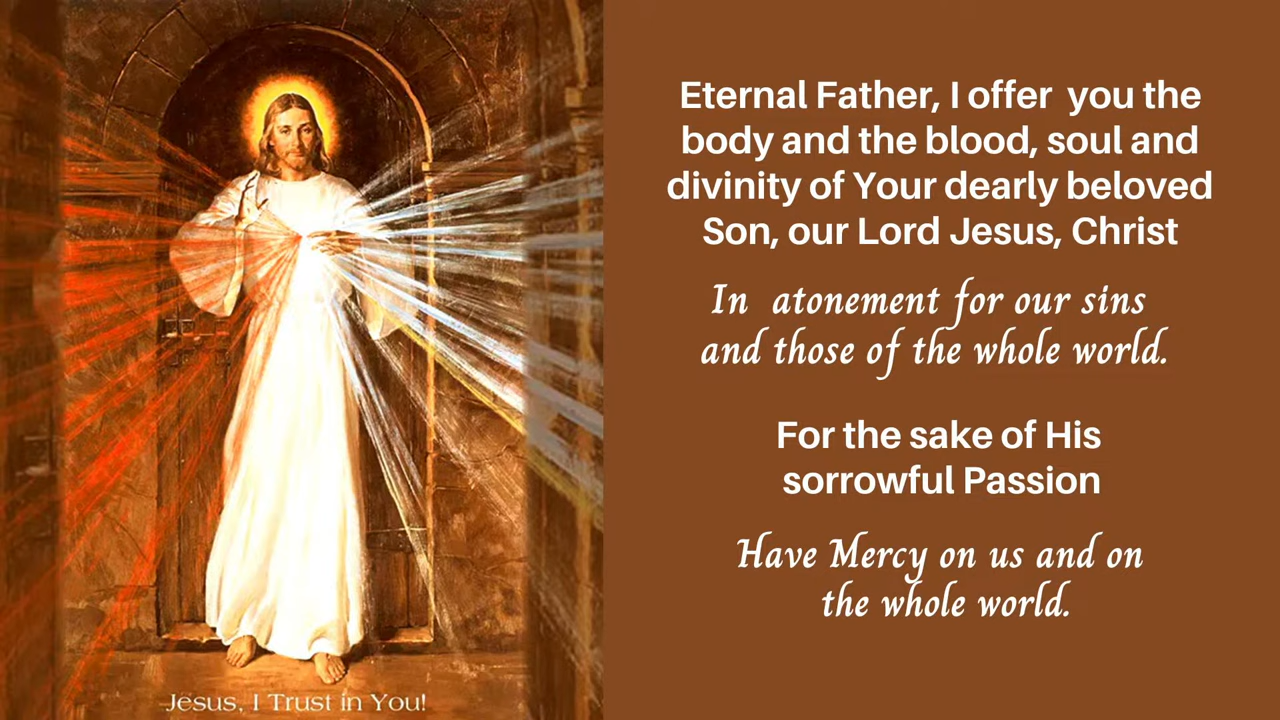 Eternal Father, I offer  you the
body and the blood, soul and
divinity of Your dearly beloved
Son, our Lord Jesus, Christ
In  atonement for our sins
and those of the whole world.
For the sake of His
sorrowful Passion
Have Mercy on us and on
the whole world.
Jesus, I Trust in You!